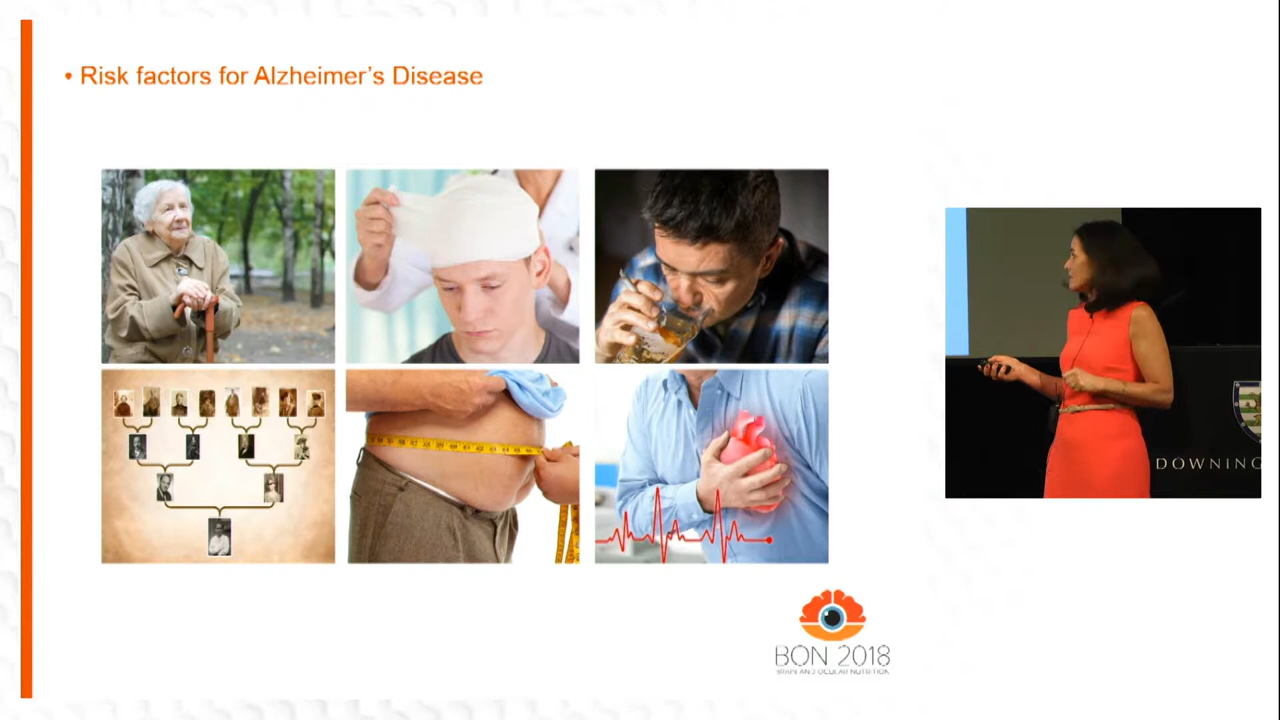 • Risk factors for Alzheimer's Disease
DOWNING
BON 2018
BRAIN AND OCULAR NUTRITION